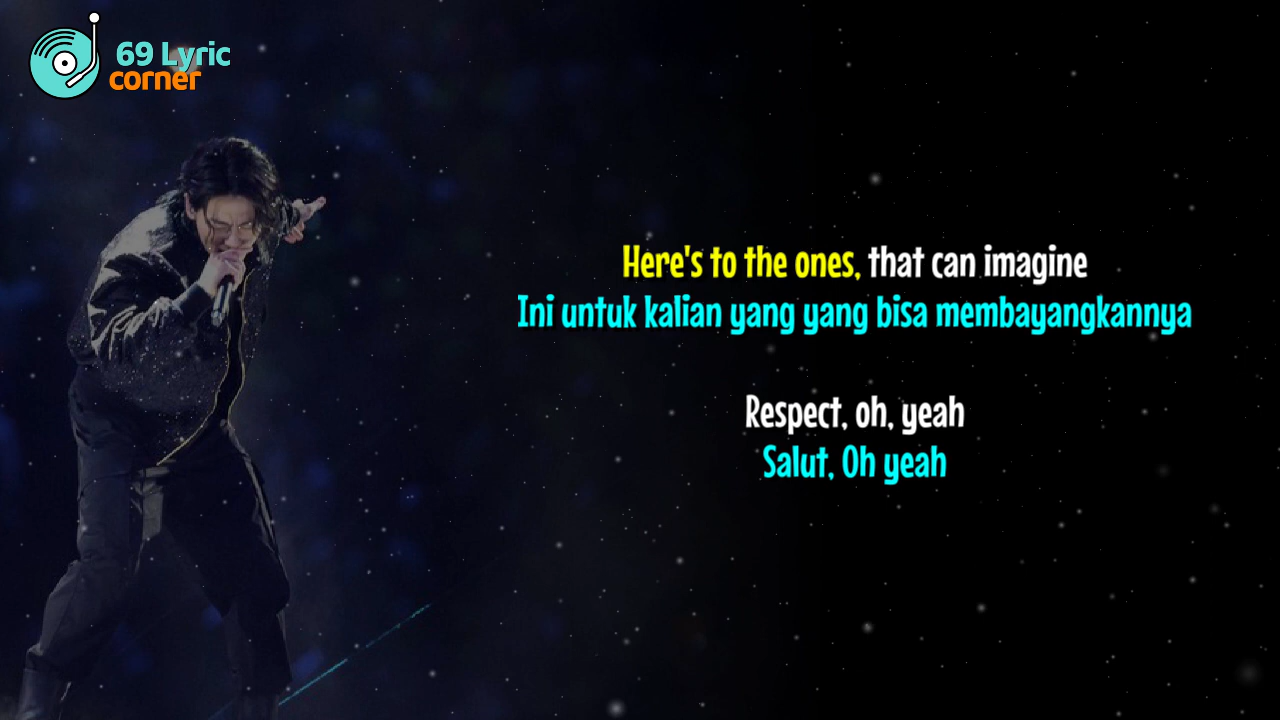 69 Lyric
corner
Here's to the ones, that can imagine
Ini untuk kalian yang yang bisa membayangkannya
Respect, oh, yeah
Salut, Oh yeah